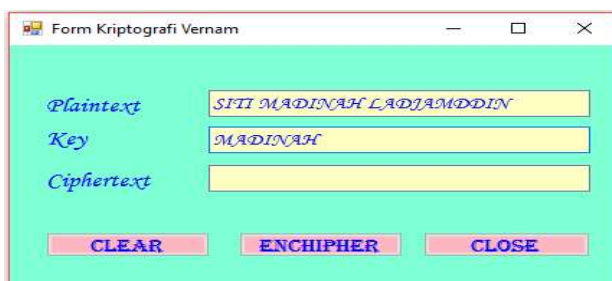 Form Kriptografi Vernam
Plaintext SITI MADINAH LADJAMDDIN
Key MADINAH
Ciphertext
CLEAR ENCHIPHER CLOSE